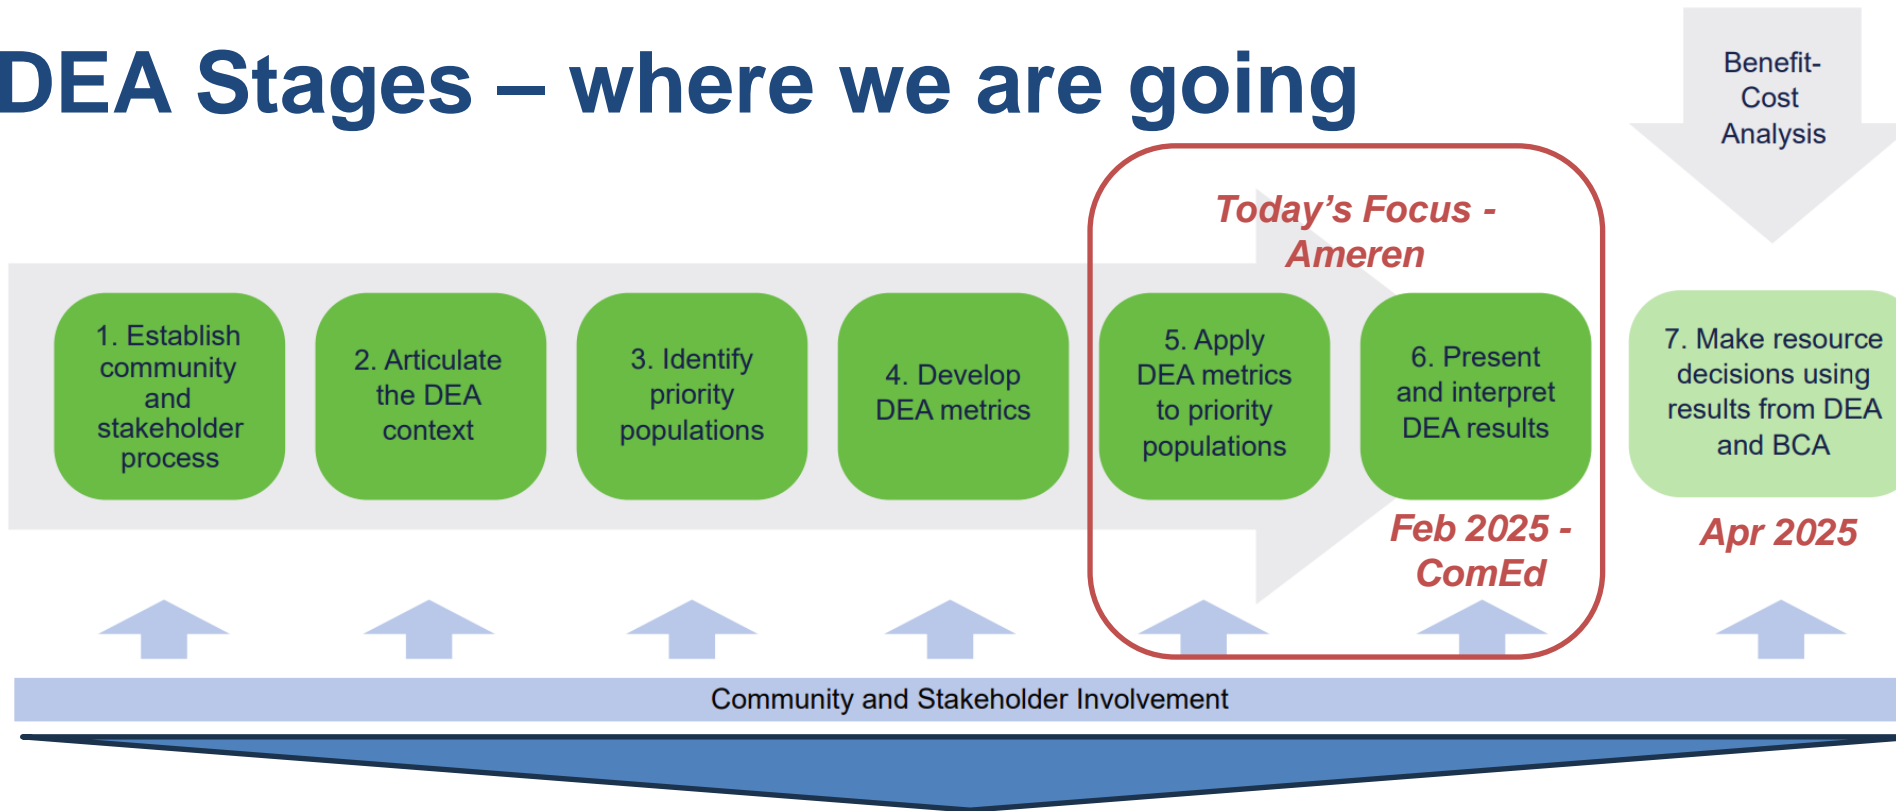 DEA Stages – where we are going
Benefit-
Cost
Analysis
Today’s Focus -
Ameren
1. Establish
community
and
stakeholder
process
2. Articulate
the DEA
context
3. Identify
priority
populations
4. Develop
DEA metrics
5. Apply
DEA metrics
to priority
populations
6. Present
and interpret
DEA results
7. Make resource
decisions using
results from DEA
and BCA
Feb 2025 -
ComEd
Apr 2025
Community and Stakeholder Involvement